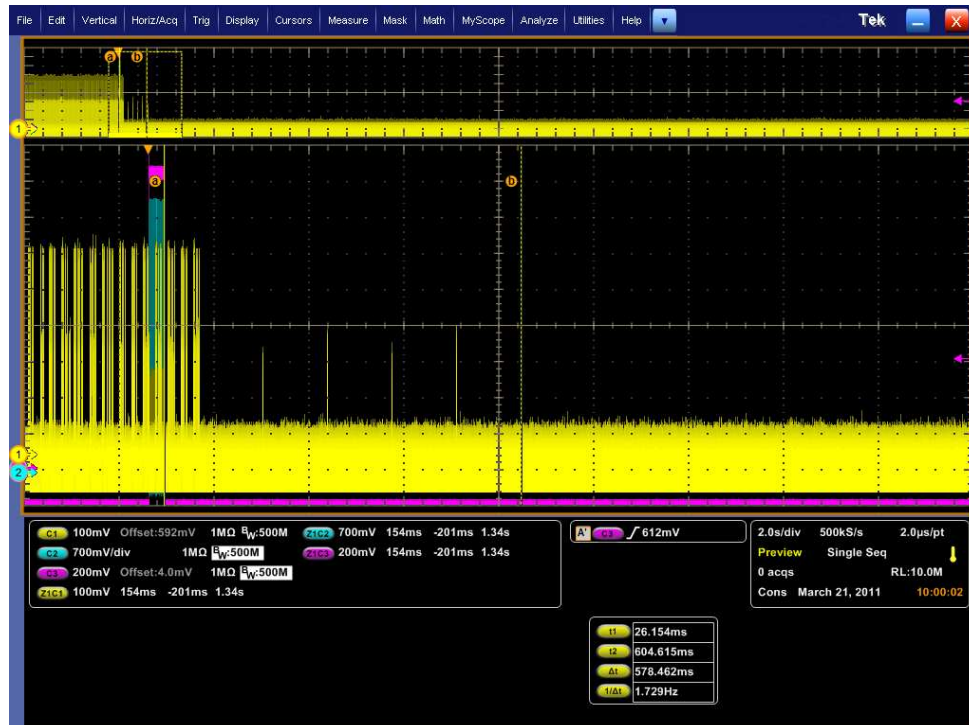 File Edit Vertical Horiz/Acq Trig Display Cursors Measure Mask Math MyScope Analyze Utilities Help Tek X
a b
1
a b
1
2
C1 100mV Offset:592mV 1MΩ BW:500M Z1C2 700mV 154ms -201ms 1.34s
C2 700mV/div 1MΩ BW:500M Z1C3 200mV 154ms -201ms 1.34s
C3 200mV Offset:4.0mV 1MΩ BW:500M
Z1C1 100mV 154ms -201ms 1.34s
A' C3 612mV
2.0s/div 500kS/s 2.0µs/pt
Preview Single Seq
0 acqs RL:10.0M
Cons March 21, 2011 10:00:02
t1 26.154ms
t2 604.615ms
Δt 578.462ms
1/Δt 1.729Hz